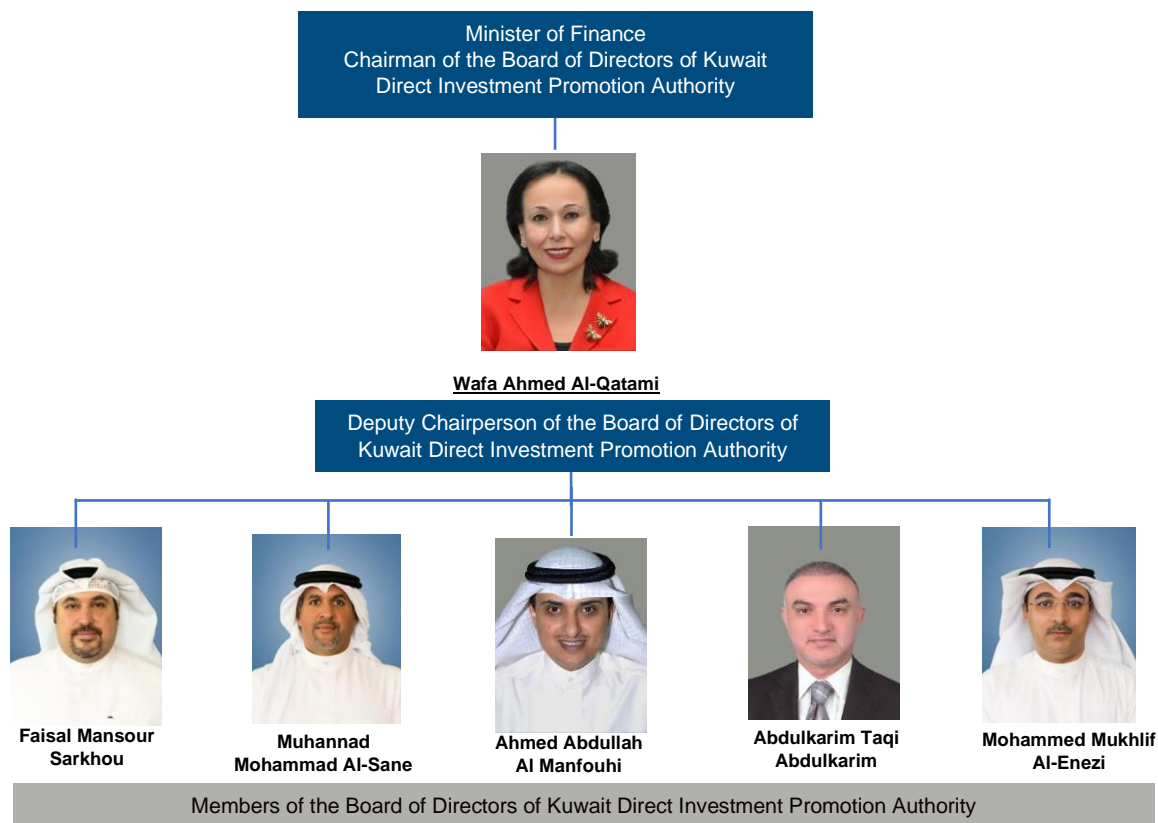 Minister of Finance
Chairman of the Board of Directors of Kuwait
Direct Investment Promotion Authority
Wafa Ahmed Al-Qatami
Deputy Chairperson of the Board of Directors of
Kuwait Direct Investment Promotion Authority
Faisal Mansour
Sarkhou
Muhannad
Mohammad Al-Sane
Ahmed Abdullah
Al Manfouhi
Abdulkarim Taqi
Abdulkarim
Mohammed Mukhlif
Al-Enezi
Members of the Board of Directors of Kuwait Direct Investment Promotion Authority